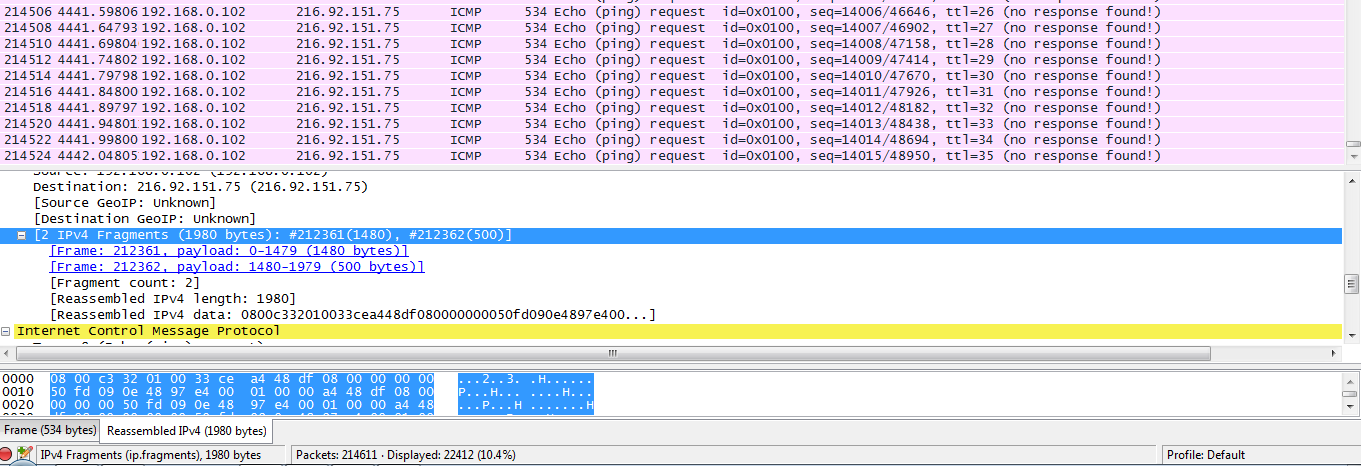 214506 4441.59806 192.168.0.102 216.92.151.75 ICMP 534 Echo (ping) request id=0x0100, seq=14006/46646, ttl=26 (no response found!)
214508 4441.64793 192.168.0.102 216.92.151.75 ICMP 534 Echo (ping) request id=0x0100, seq=14007/46902, ttl=27 (no response found!)
214510 4441.69804 192.168.0.102 216.92.151.75 ICMP 534 Echo (ping) request id=0x0100, seq=14008/47158, ttl=28 (no response found!)
214512 4441.74802 192.168.0.102 216.92.151.75 ICMP 534 Echo (ping) request id=0x0100, seq=14009/47414, ttl=29 (no response found!)
214514 4441.79798 192.168.0.102 216.92.151.75 ICMP 534 Echo (ping) request id=0x0100, seq=14010/47670, ttl=30 (no response found!)
214516 4441.84800 192.168.0.102 216.92.151.75 ICMP 534 Echo (ping) request id=0x0100, seq=14011/47926, ttl=31 (no response found!)
214518 4441.89797 192.168.0.102 216.92.151.75 ICMP 534 Echo (ping) request id=0x0100, seq=14012/48182, ttl=32 (no response found!)
214520 4441.94801 192.168.0.102 216.92.151.75 ICMP 534 Echo (ping) request id=0x0100, seq=14013/48438, ttl=33 (no response found!)
214522 4441.99800 192.168.0.102 216.92.151.75 ICMP 534 Echo (ping) request id=0x0100, seq=14014/48694, ttl=34 (no response found!)
214524 4442.04805 192.168.0.102 216.92.151.75 ICMP 534 Echo (ping) request id=0x0100, seq=14015/48950, ttl=35 (no response found!)
Source: 192.168.0.102 (192.168.0.102)
Destination: 216.92.151.75 (216.92.151.75)
[Source GeoIP: Unknown]
[Destination GeoIP: Unknown]
[2 IPv4 Fragments (1980 bytes): #212361(1480), #212362(500)]
[Frame: 212361, payload: 0-1479 (1480 bytes)]
[Frame: 212362, payload: 1480-1979 (500 bytes)]
[Fragment count: 2]
[Reassembled IPv4 length: 1980]
[Reassembled IPv4 data: 0800c332010033cea448df080000000050fd090e4897e400...]
Internet Control Message Protocol
0000 08 00 c3 32 01 00 33 ce a4 48 df 08 00 00 00 00 ...2..3. .H......
0010 50 fd 09 0e 48 97 e4 00 01 00 00 a4 48 df 08 00 P...H... ....H...
0020 00 00 00 50 fd 09 0e 48 97 e4 00 01 00 00 a4 48 ...P...H .......H
Frame (534 bytes) Reassembled IPv4 (1980 bytes)
IPv4 Fragments (ip.fragments), 1980 bytes Packets: 214611 · Displayed: 22412 (10.4%) Profile: Default